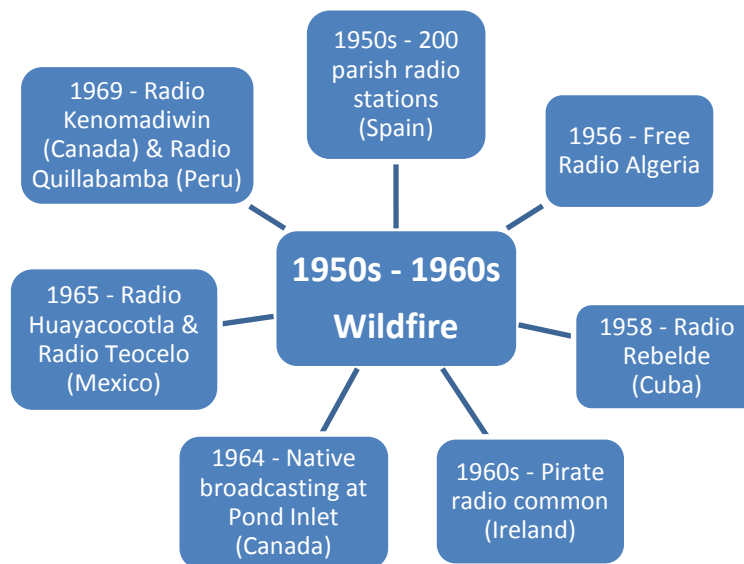 1950s - 200
parish radio
stations
(Spain)
1956 - Free
Radio Algeria
1958 - Radio
Rebelde
(Cuba)
1960s - Pirate
radio common
(Ireland)
1964 - Native
broadcasting at
Pond Inlet
(Canada)
1965 - Radio
Huayacocotla &
Radio Teocelo
(Mexico)
1969 - Radio
Kenomadiwin
(Canada) & Radio
Quillabamba (Peru)
1950s - 1960s
Wildfire